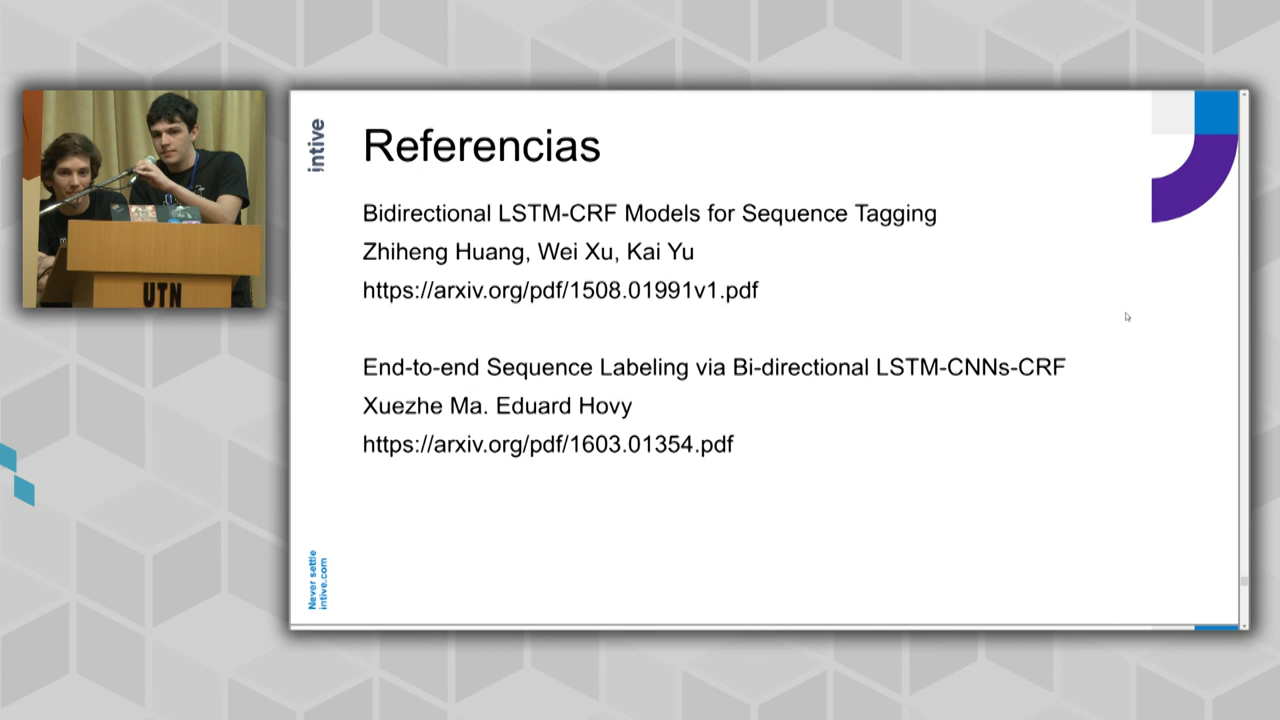 intive
Referencias
Bidirectional LSTM-CRF Models for Sequence Tagging
Zhiheng Huang, Wei Xu, Kai Yu
https://arxiv.org/pdf/1508.01991v1.pdf
End-to-end Sequence Labeling via Bi-directional LSTM-CNNs-CRF
Xuezhe Ma. Eduard Hovy
https://arxiv.org/pdf/1603.01354.pdf
Never settle
intive.com
UTN